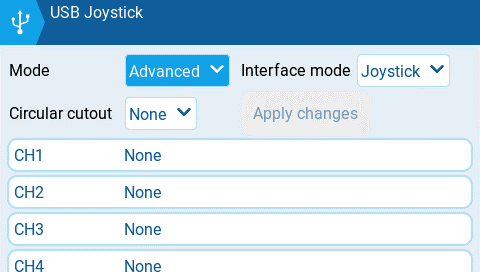 USB Joystick
Mode Advanced Interface mode Joystick
Circular cutout None Apply changes
CH1 None
CH2 None
CH3 None
CH4 None